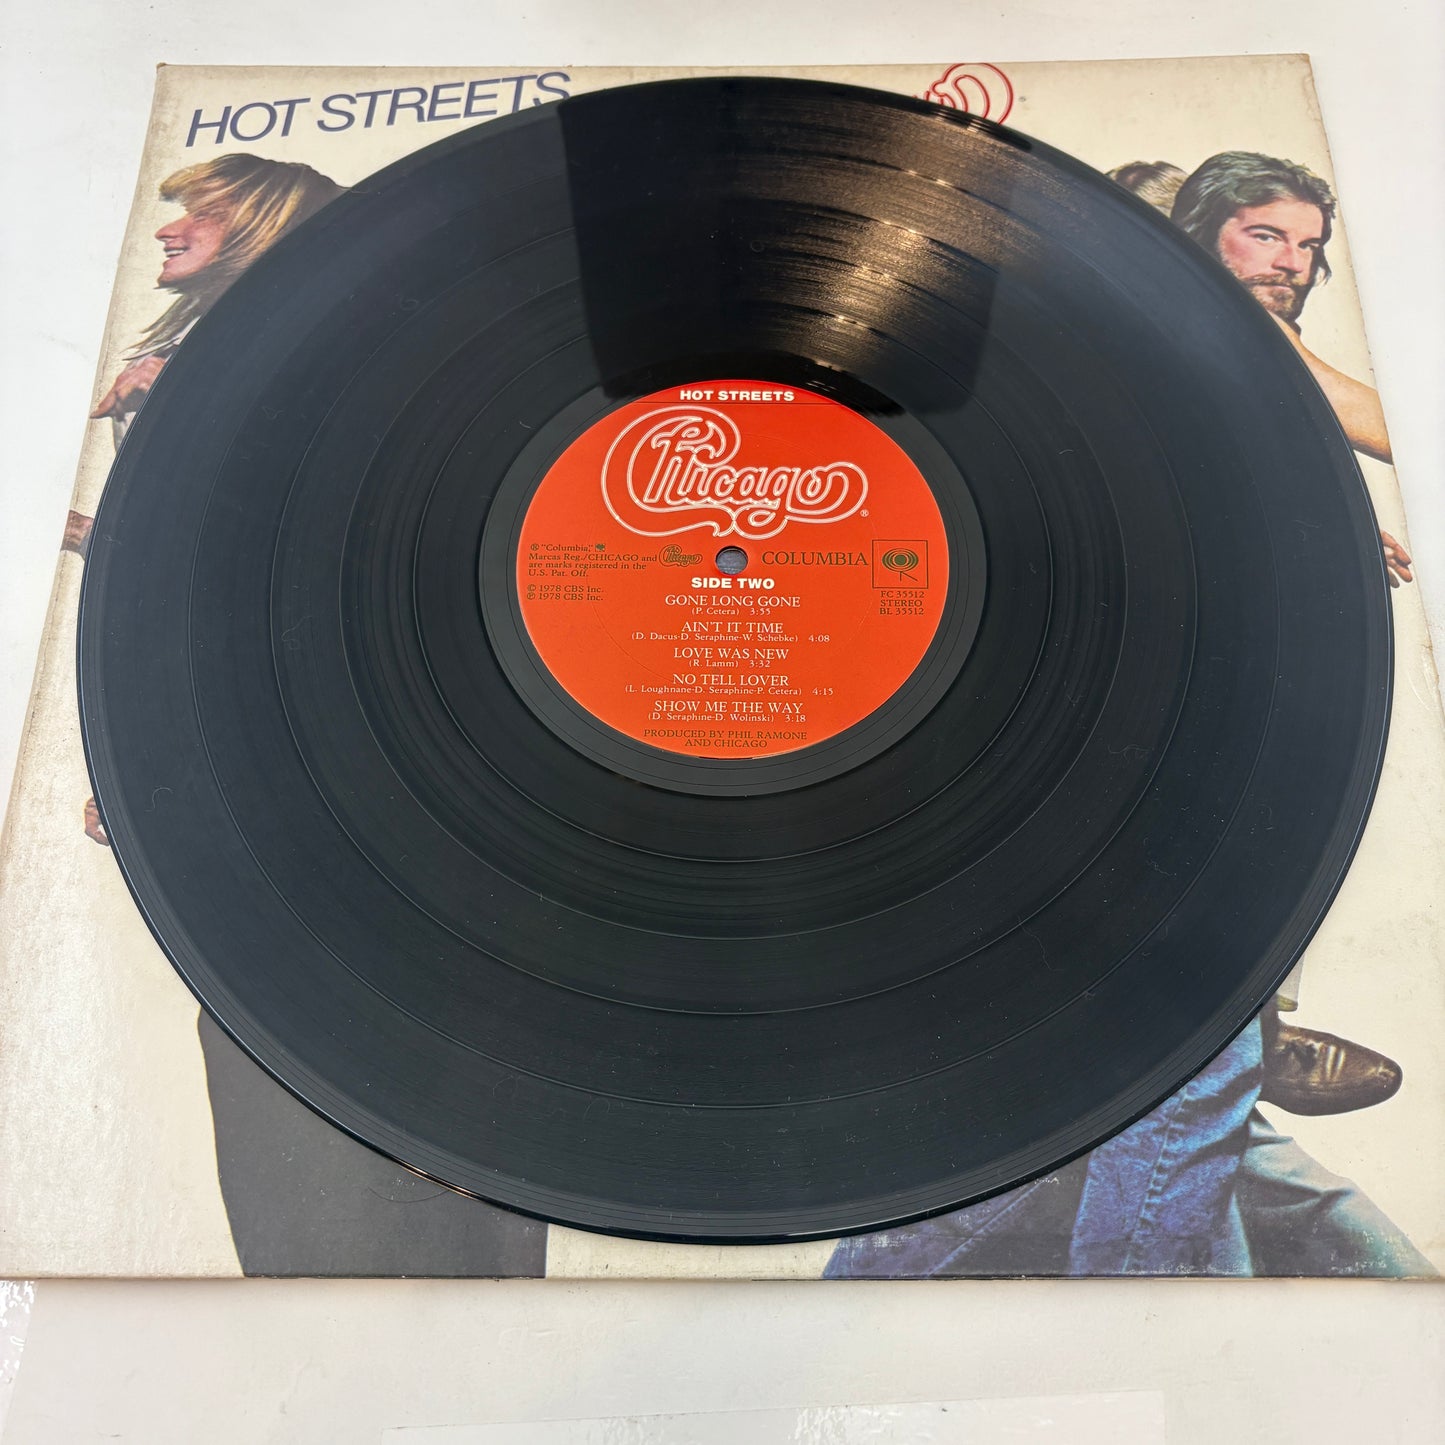 HOT STREETS
HOT STREETS
Chicago ®
® "Columbia,"
Marcas Reg./CHICAGO and Chicago
are marks registered in the
U.S. Pat. Off.
© 1978 CBS Inc.
℗ 1978 CBS Inc.
COLUMBIA
FC 35512
STEREO
BL 35512
SIDE TWO
GONE LONG GONE
(P. Cetera) 3:55
AIN'T IT TIME
(D. Dacus-D. Seraphine-W. Schebke) 4:08
LOVE WAS NEW
(R. Lamm) 3:32
NO TELL LOVER
(L. Loughnane-D. Seraphine-P. Cetera) 4:15
SHOW ME THE WAY
(D. Seraphine-D. Wolinski) 3:18
PRODUCED BY PHIL RAMONE
AND CHICAGO